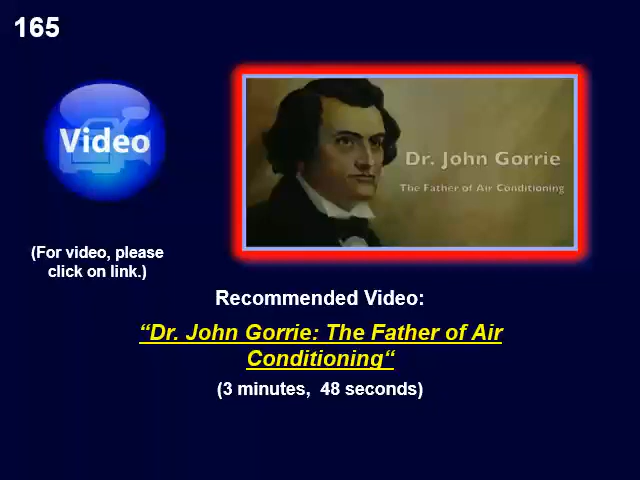 165
Video
Dr. John Gorrie
The Father of Air Conditioning
(For video, please
click on link.)
Recommended Video:
“Dr. John Gorrie: The Father of Air
Conditioning“
(3 minutes,  48 seconds)